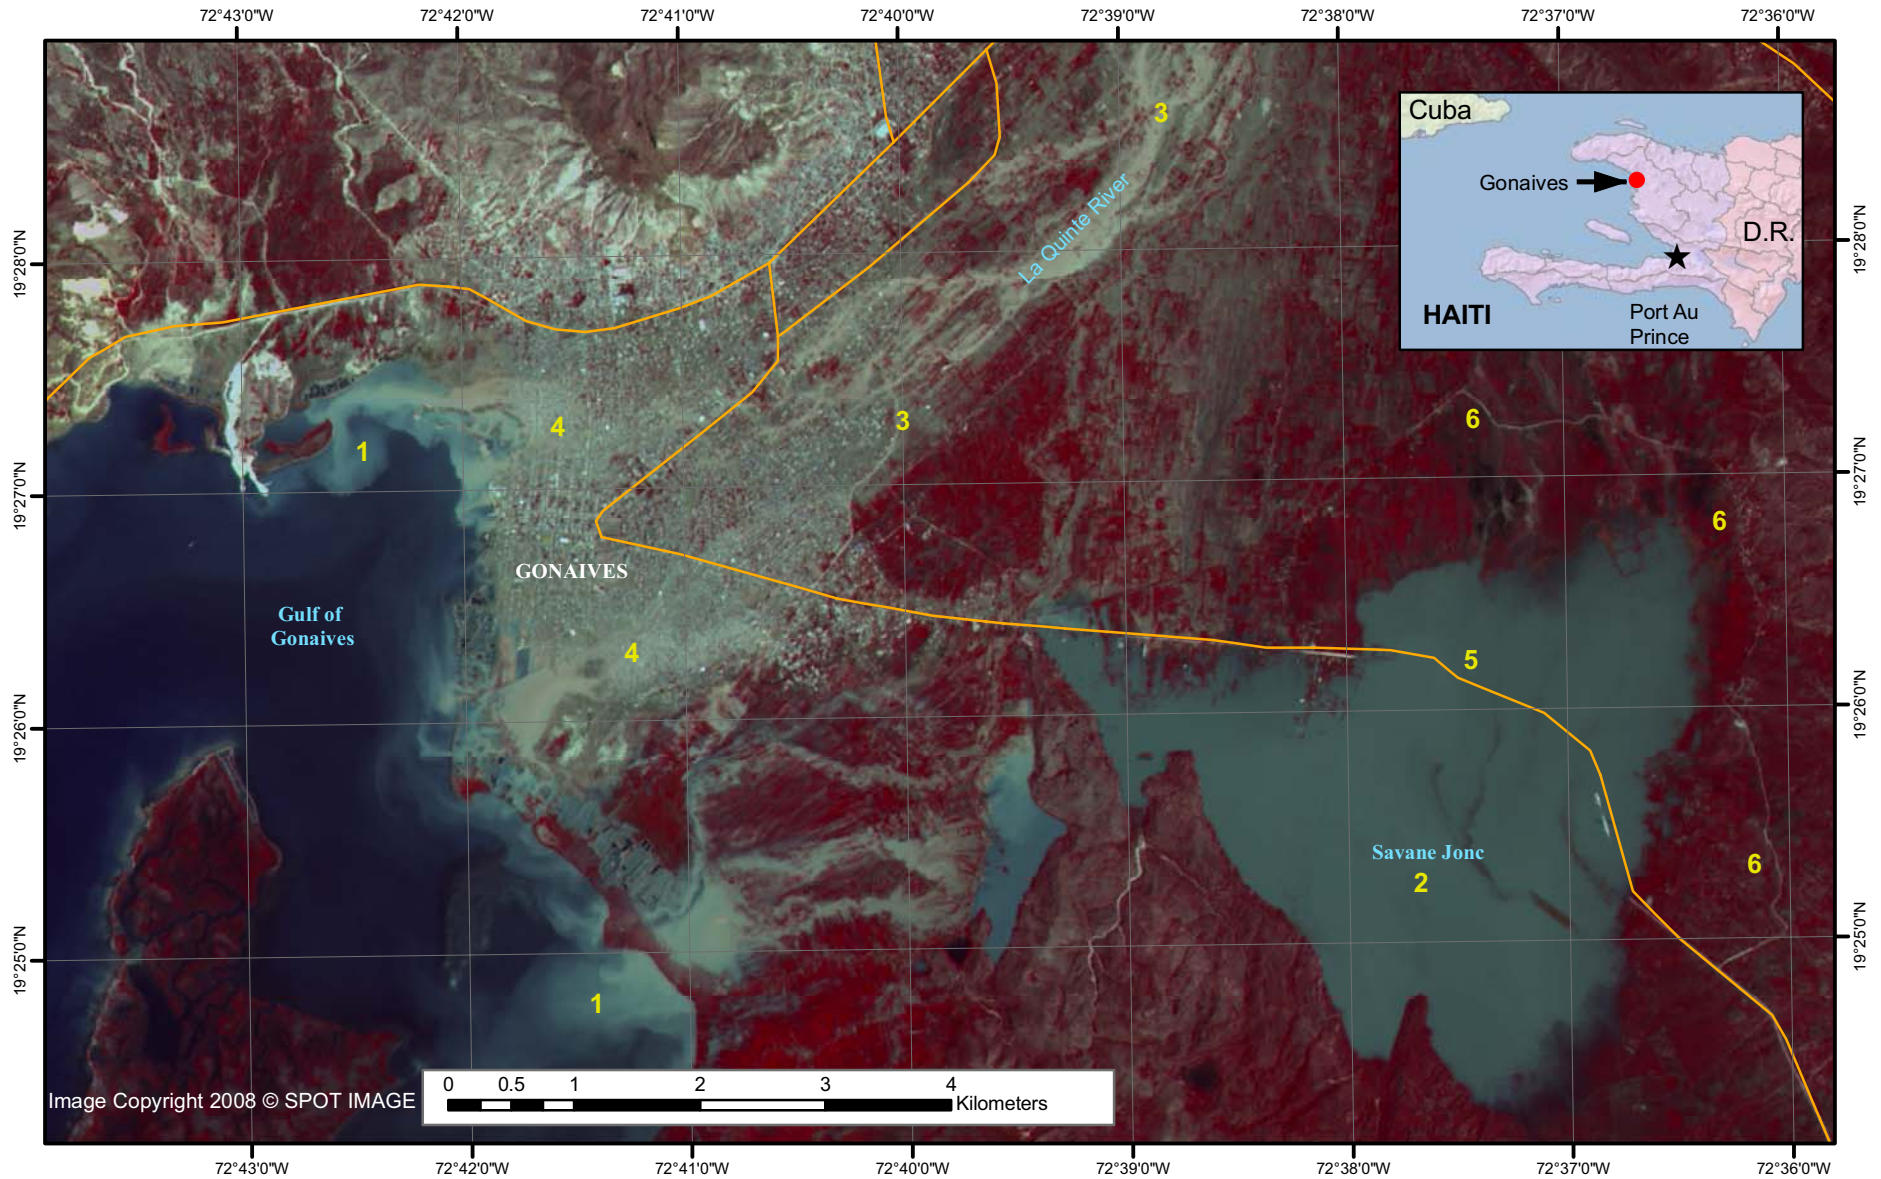 72°43'0"W
72°42'0"W
72°41'0"W
72°40'0"W
72°39'0"W
72°38'0"W
72°37'0"W
72°36'0"W
3
Cuba
Gonaives
D.R.
HAITI
Port Au
Prince
La Quinte River
19°28'0"N
19°28'0"N
4
3
6
1
19°27'0"N
19°27'0"N
6
GONAIVES
Gulf of
Gonaives
4
5
19°26'0"N
19°26'0"N
Savane Jonc
2
6
19°25'0"N
19°25'0"N
1
0 0.5 1 2 3 4
Kilometers
Image Copyright 2008 © SPOT IMAGE
72°43'0"W
72°42'0"W
72°41'0"W
72°40'0"W
72°39'0"W
72°38'0"W
72°37'0"W
72°36'0"W